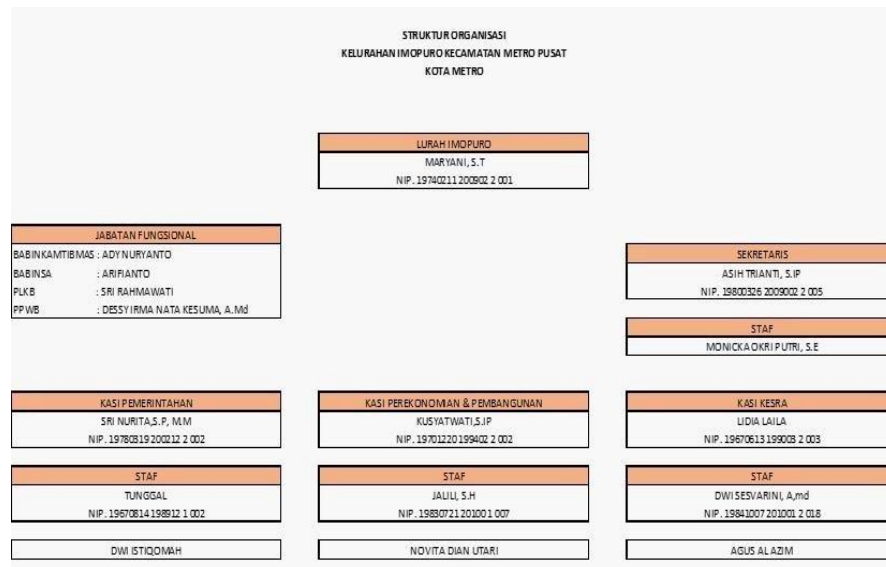 STRUKTUR ORGANISASI
KELURAHAN IMOPURO KECAMATAN METRO PUSAT
KOTA METRO
LURAH IMOPURO
MARYANI, S.T
NIP. 19740211 200902 2 001
JABATAN FUNGSIONAL
BABINKAMTIBMAS : ADY NURYANTO
BABINSA : ARIFIANTO
PLKB : SRI RAHMAWATI
PPWB : DESSY IRMA NATA KESUMA, A.Md
SEKRETARIS
ASIH TRIANTI, S.IP
NIP. 19800326 2009002 2 005
STAF
MONICKA OKRI PUTRI, S.E
KASI PEMERINTAHAN
SRI NURITA,S.P, M.M
NIP. 19780319 200212 2 002
KASI PEREKONOMIAN & PEMBANGUNAN
KUSYATWATI,S.IP
NIP. 19701220 199402 2 002
KASI KESRA
LIDIA LAILA
NIP. 19670613 199003 2 003
STAF
TUNGGAL
NIP. 19670814 198912 1 002
STAF
JALILI, S.H
NIP. 19830721 201001 1 007
STAF
DWI SESVARINI, A,md
NIP. 19841007 201001 2 018
DWI ISTIQOMAH
NOVITA DIAN UTARI
AGUS AL AZIM